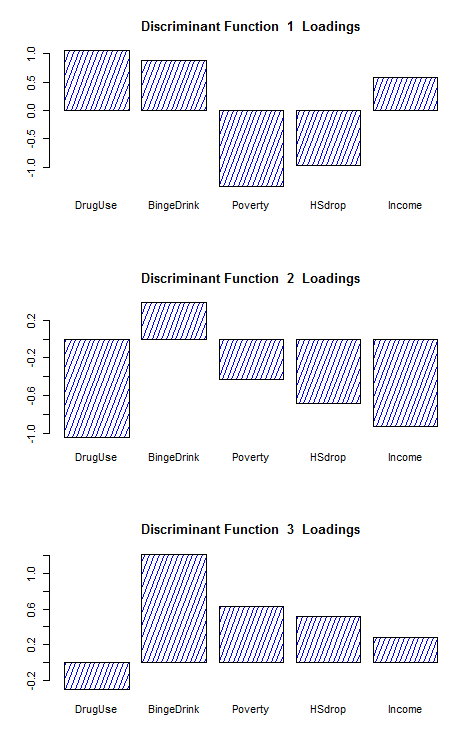 Discriminant Function 1 Loadings
1.0
0.5
0.0
-0.5
-1.0
DrugUse BingeDrink Poverty HSdrop Income
Discriminant Function 2 Loadings
0.2
-0.2
-0.6
-1.0
DrugUse BingeDrink Poverty HSdrop Income
Discriminant Function 3 Loadings
1.0
0.6
0.2
-0.2
DrugUse BingeDrink Poverty HSdrop Income